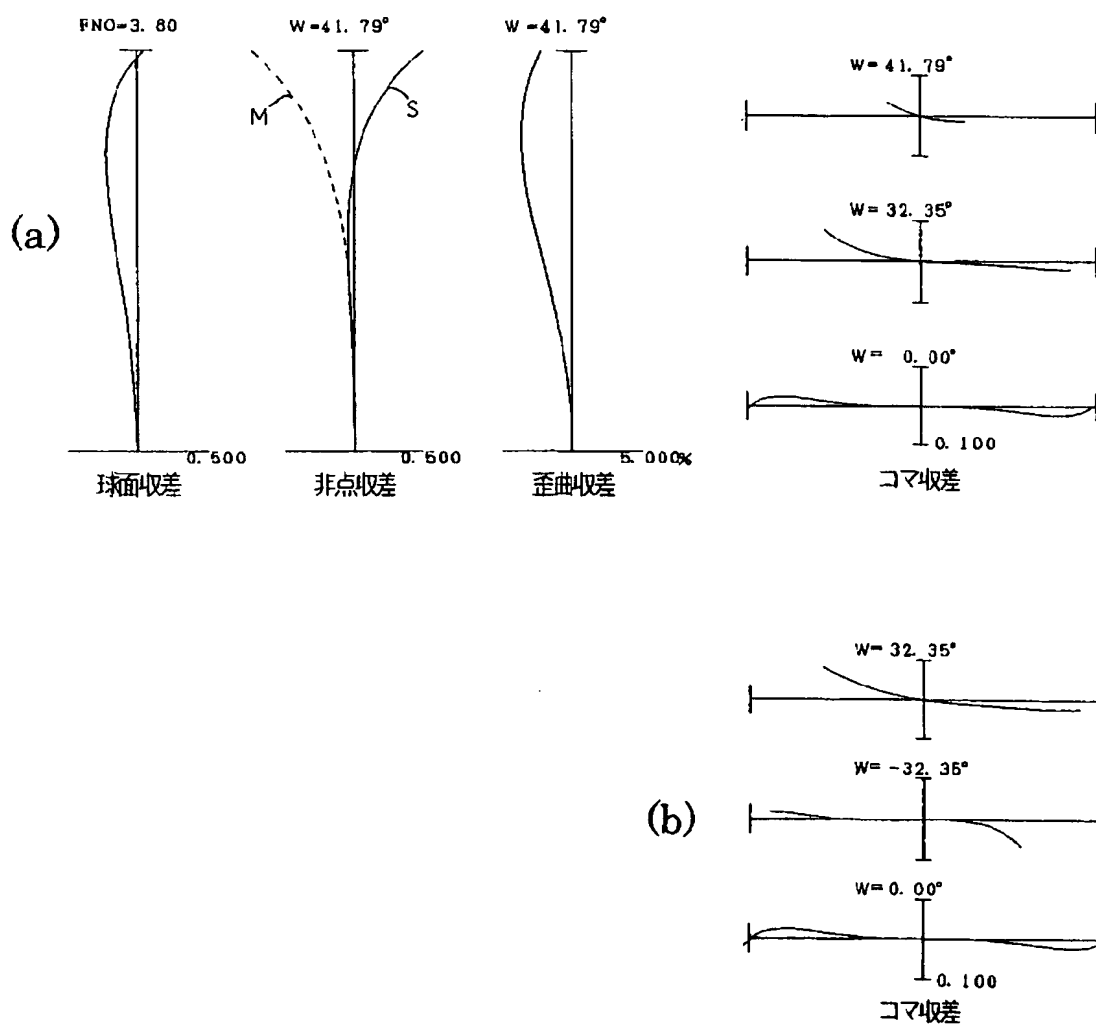 FNO=3.80
W=41.79°
W=41.79°
W=41.79°
M
S
W=32.35°
(a)
W= 0.00°
0.500
0.500
5.000%
0.100
球面収差
非点収差
歪曲収差
コマ収差
W=32.35°
W=-32.35°
(b)
W=0.00°
0.100
コマ収差